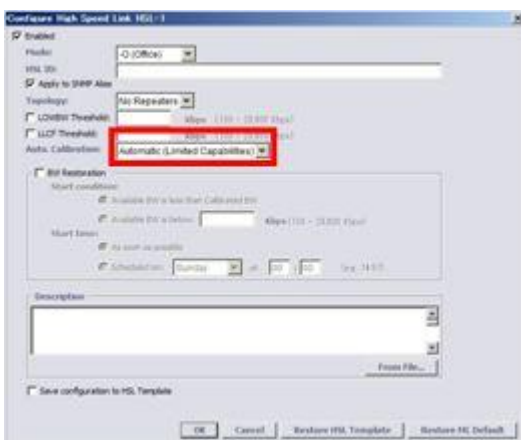 Configure High Speed Link HSL-1
Enabled
Mode: -O (Office)
HSL ID:
Apply to SNMP Alias
Topology: No Repeaters
LOWBW Threshold: Kbps
LLCF Threshold: Kbps
Auto. Calibration: Automatic (Limited Capabilities)
BW Restoration
Start condition:
Available BW is less than Calibrated BW
Available BW is below: Kbps
Start time:
As soon as possible
Scheduled on: Sunday at 00 : 00
Description
From File...
Save configuration to HSL Template
OK Cancel Restore HSL Template Restore MC Default